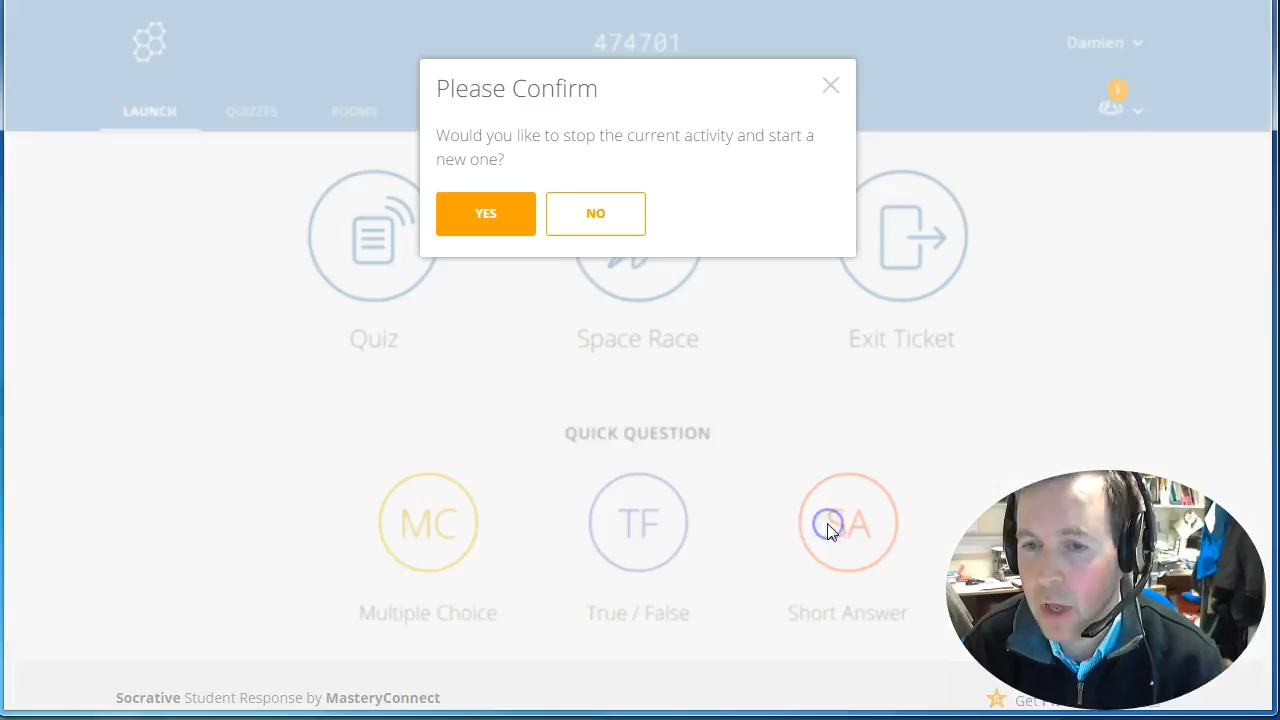 474701
Damien
LAUNCH QUIZZES ROOMS
1
Please Confirm
Would you like to stop the current activity and start a
new one?
YES NO
Quiz Space Race Exit Ticket
QUICK QUESTION
MC TF SA
Multiple Choice True / False Short Answer
Socrative Student Response by MasteryConnect
Get